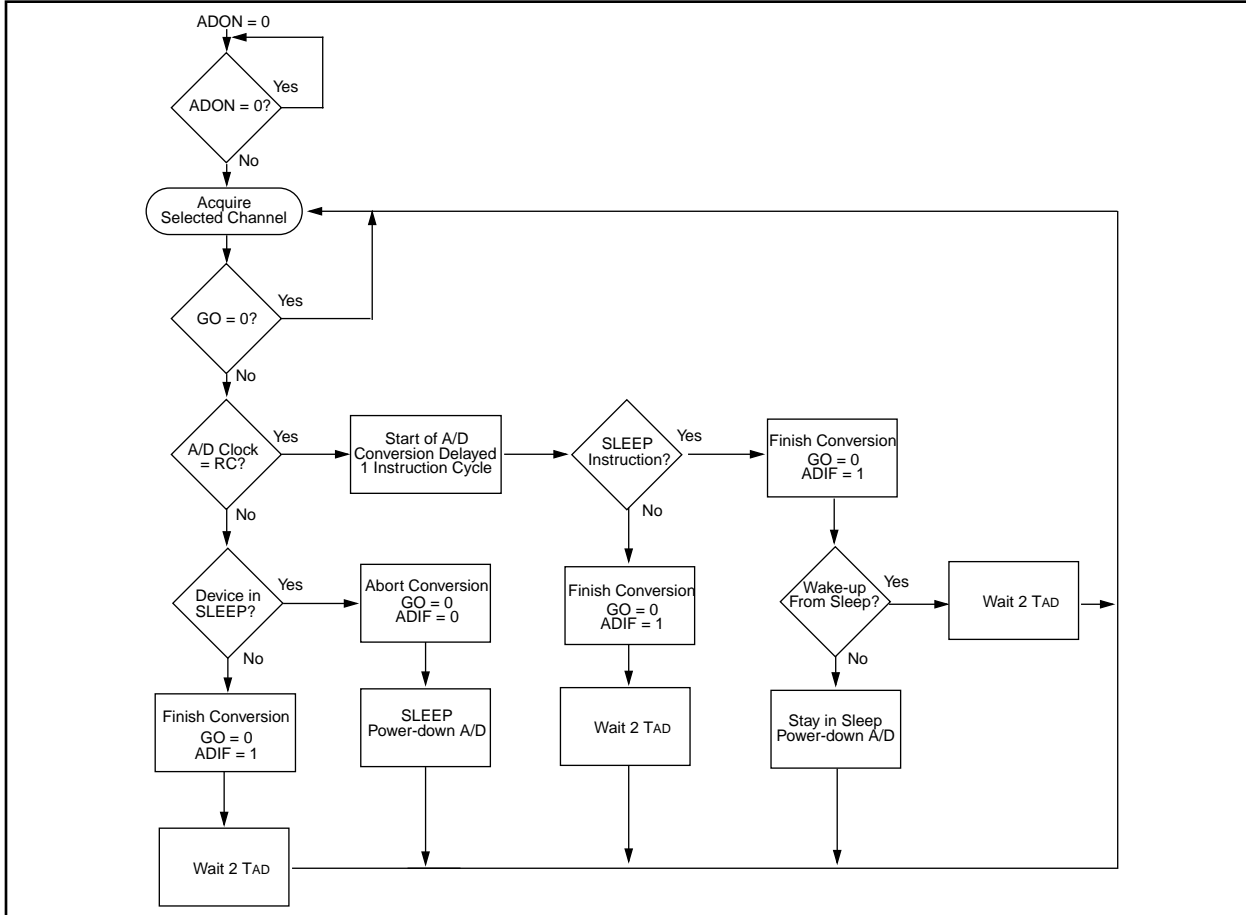 ADON = 0
Yes
ADON = 0?
No
Acquire
Selected Channel
Yes
GO = 0?
No
A/D Clock
= RC?
Yes
Start of A/D
Conversion Delayed
1 Instruction Cycle
SLEEP
Instruction?
Yes
Finish Conversion
GO = 0
ADIF = 1
No
No
Device in
SLEEP?
Yes
Abort Conversion
GO = 0
ADIF = 0
Finish Conversion
GO = 0
ADIF = 1
Wake-up
From Sleep?
Yes
Wait 2 TAD
No
No
Finish Conversion
GO = 0
ADIF = 1
SLEEP
Power-down A/D
Wait 2 TAD
Stay in Sleep
Power-down A/D
Wait 2 TAD